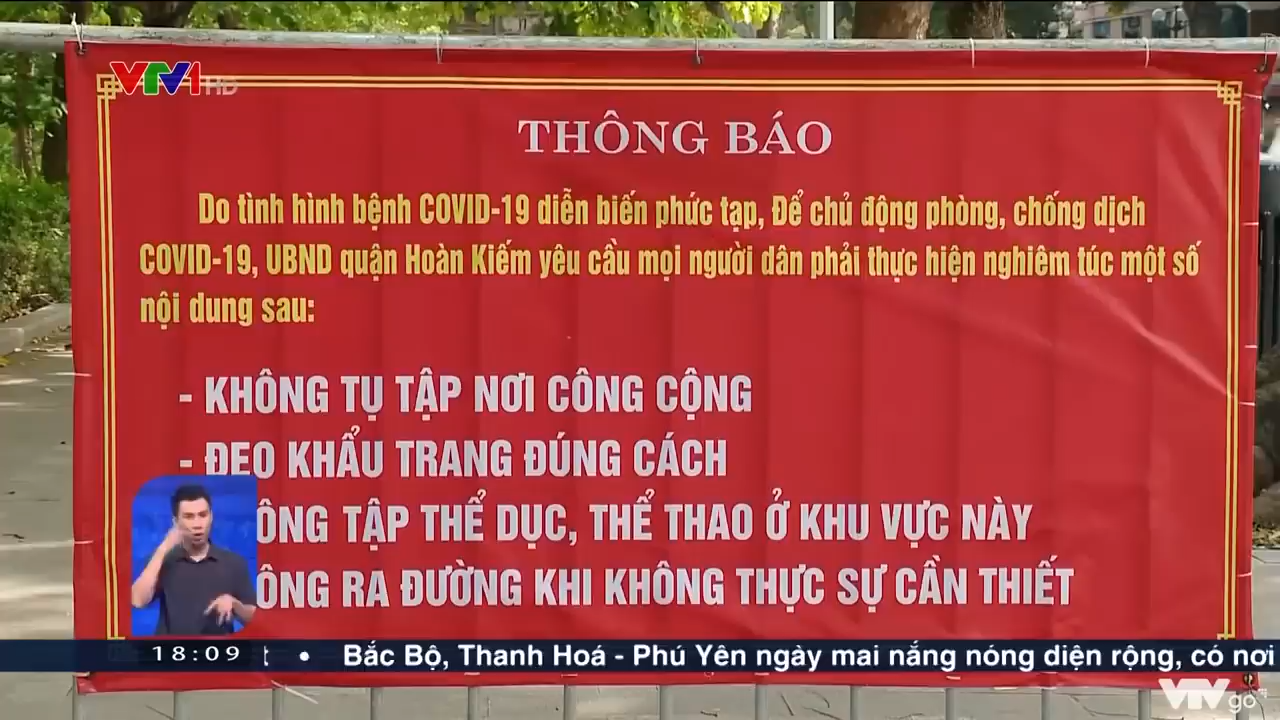 VTV1 HD
THÔNG BÁO
Do tình hình bệnh COVID-19 diễn biến phức tạp, Để chủ động phòng, chống dịch
COVID-19, UBND quận Hoàn Kiếm yêu cầu mọi người dân phải thực hiện nghiêm túc một số
nội dung sau:
- KHÔNG TỤ TẬP NƠI CÔNG CỘNG
- ĐEO KHẨU TRANG ĐÚNG CÁCH
ÔNG TẬP THỂ DỤC, THỂ THAO Ở KHU VỰC NÀY
ÔNG RA ĐƯỜNG KHI KHÔNG THỰC SỰ CẦN THIẾT
18:09 t • Bắc Bộ, Thanh Hoá - Phú Yên ngày mai nắng nóng diện rộng, có nơi
VTV go